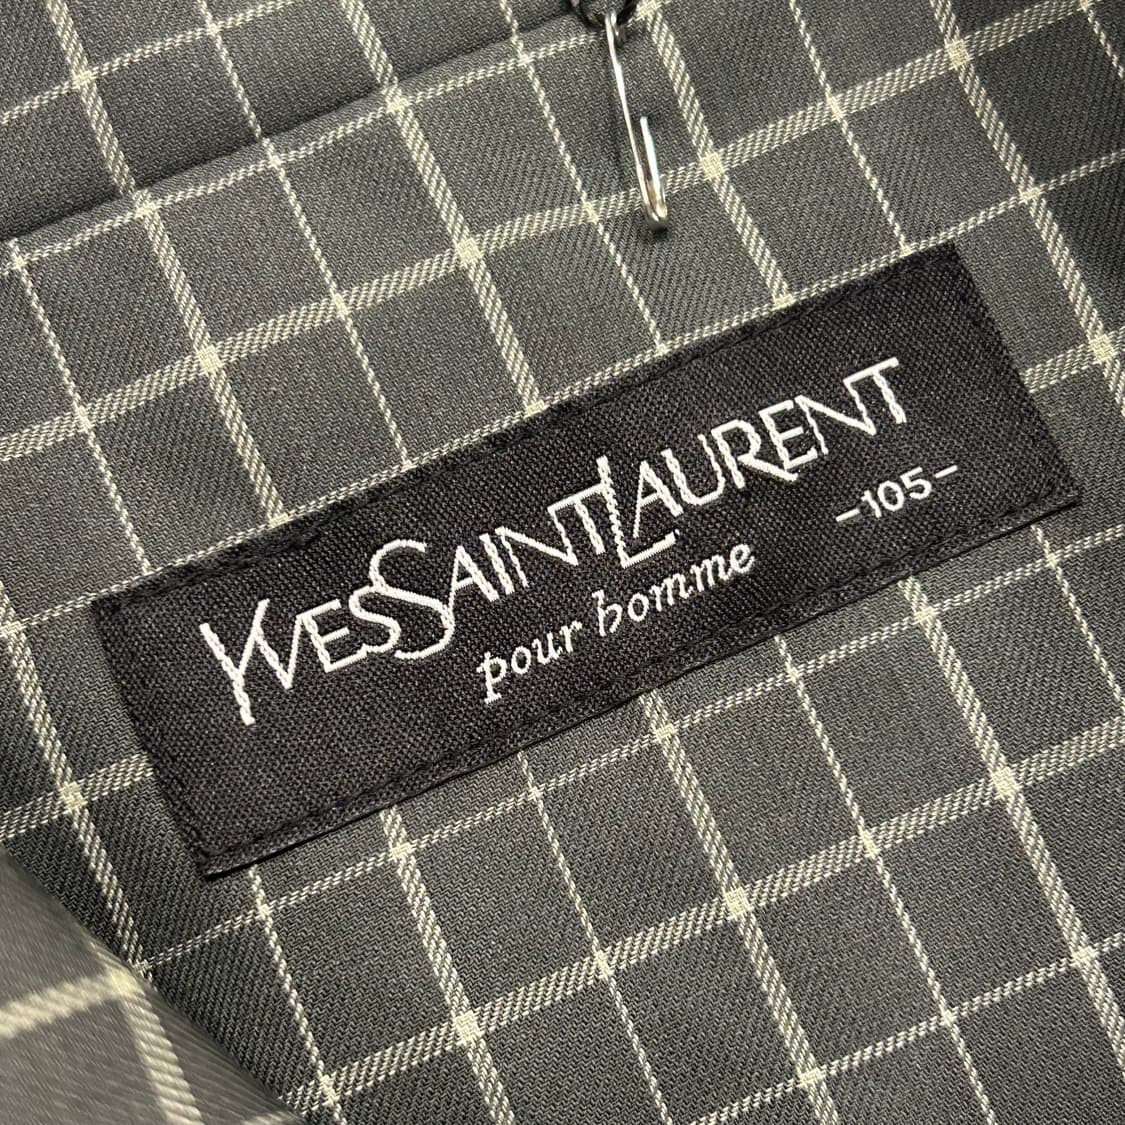 YVESSAINTLAURENT
pour homme
-105-